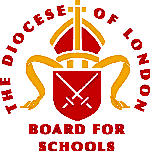 THE DIOCESE OF LONDON
BOARD FOR
SCHOOLS